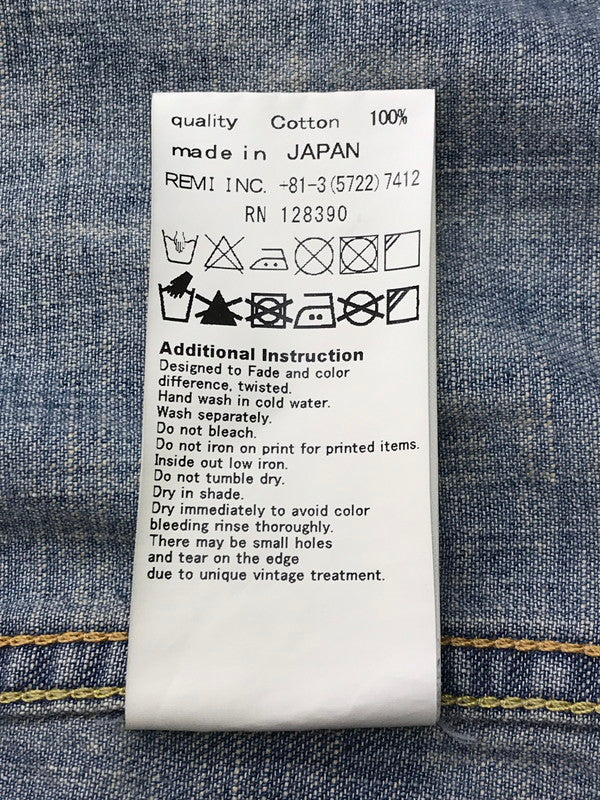 quality Cotton 100%
made in JAPAN
REMI INC. +81-3(5722)7412
RN 128390
Additional Instruction
Designed to Fade and color
difference, twisted.
Hand wash in cold water.
Wash separately.
Do not bleach.
Do not iron on print for printed items.
Inside out low iron.
Do not tumble dry.
Dry in shade.
Dry immediately to avoid color
bleeding rinse thoroughly.
There may be small holes
and tear on the edge
due to unique vintage treatment.